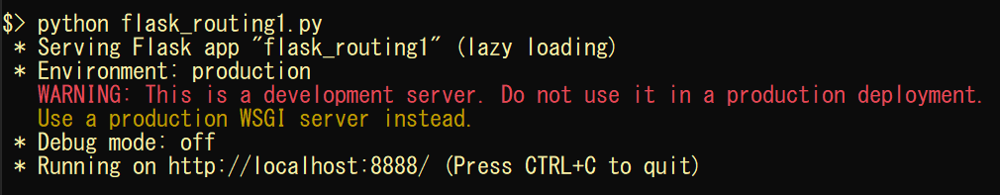 $> python flask_routing1.py
* Serving Flask app "flask_routing1" (lazy loading)
* Environment: production
WARNING: This is a development server. Do not use it in a production deployment.
Use a production WSGI server instead.
* Debug mode: off
* Running on http://localhost:8888/ (Press CTRL+C to quit)